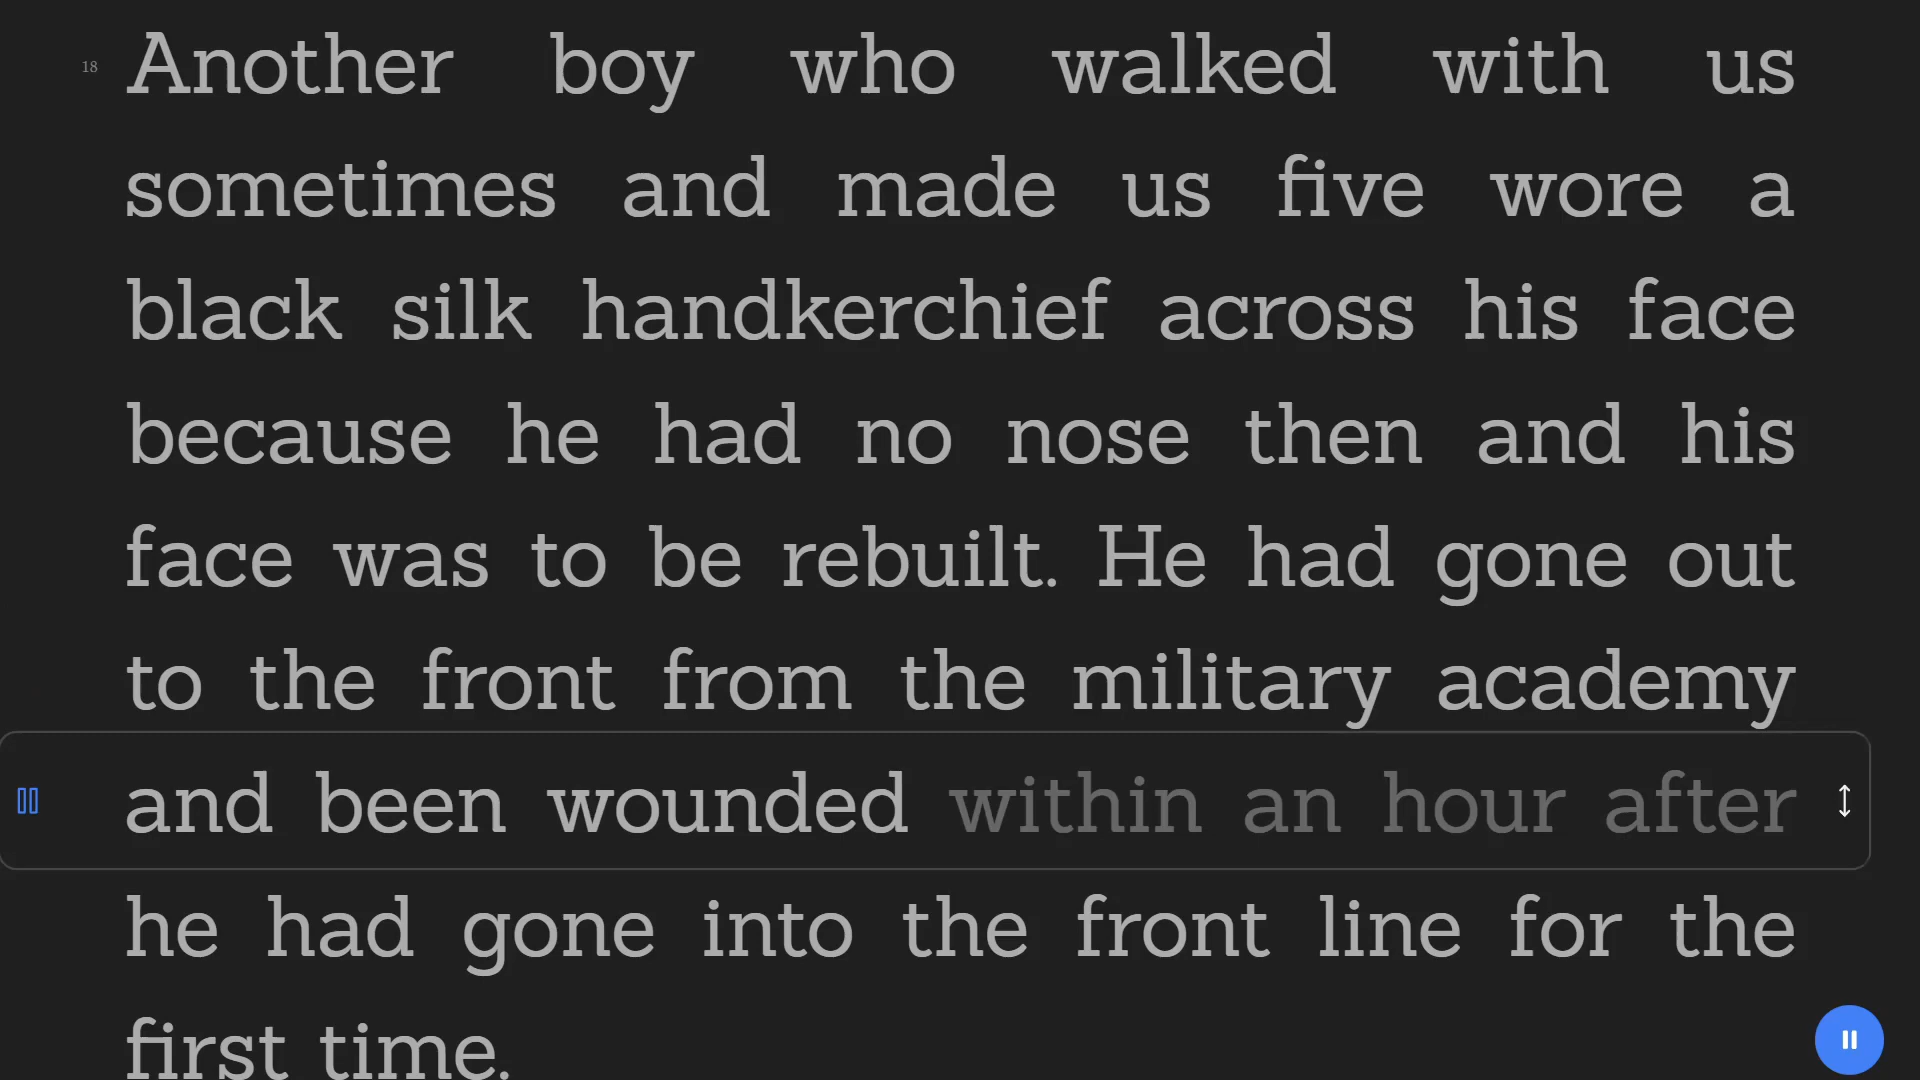 18
Another boy who walked with us
sometimes and made us five wore a
black silk handkerchief across his face
because he had no nose then and his
face was to be rebuilt. He had gone out
to the front from the military academy
and been wounded within an hour after
he had gone into the front line for the
first time.